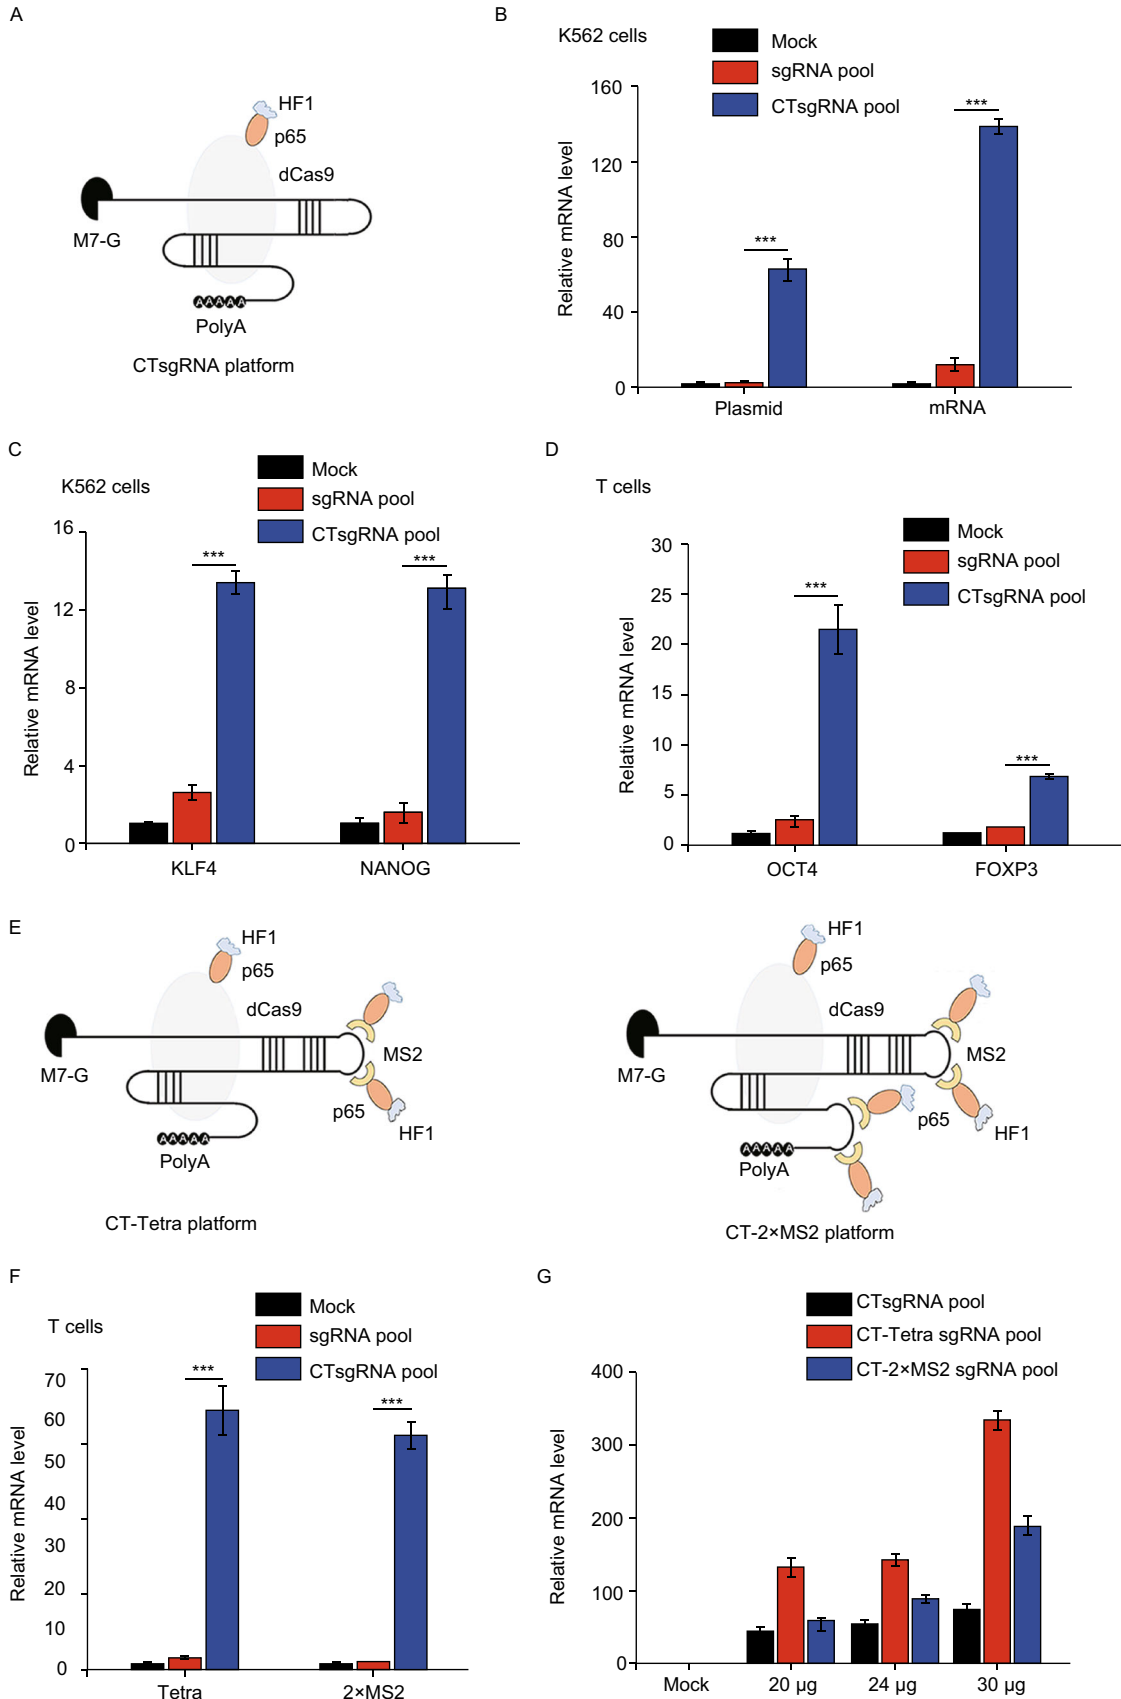 A
HF1
p65
dCas9
M7-G
AAAAA
PolyA
CTsgRNA platform
B
K562 cells
Mock
sgRNA pool
CTsgRNA pool
Relative mRNA level
160
120
80
40
0
***
***
Plasmid
mRNA
C
K562 cells
Mock
sgRNA pool
CTsgRNA pool
Relative mRNA level
16
12
8
4
0
***
***
KLF4
NANOG
D
T cells
Mock
sgRNA pool
CTsgRNA pool
Relative mRNA level
30
25
20
15
10
5
0
***
***
OCT4
FOXP3
E
HF1
p65
dCas9
M7-G
MS2
p65
HF1
AAAAA
PolyA
CT-Tetra platform
HF1
p65
dCas9
M7-G
MS2
p65
HF1
AAAAA
PolyA
CT-2×MS2 platform
F
T cells
Mock
sgRNA pool
CTsgRNA pool
Relative mRNA level
70
60
50
40
30
20
10
0
***
***
Tetra
2×MS2
G
CTsgRNA pool
CT-Tetra sgRNA pool
CT-2×MS2 sgRNA pool
Relative mRNA level
400
300
200
100
0
Mock
20 µg
24 µg
30 µg